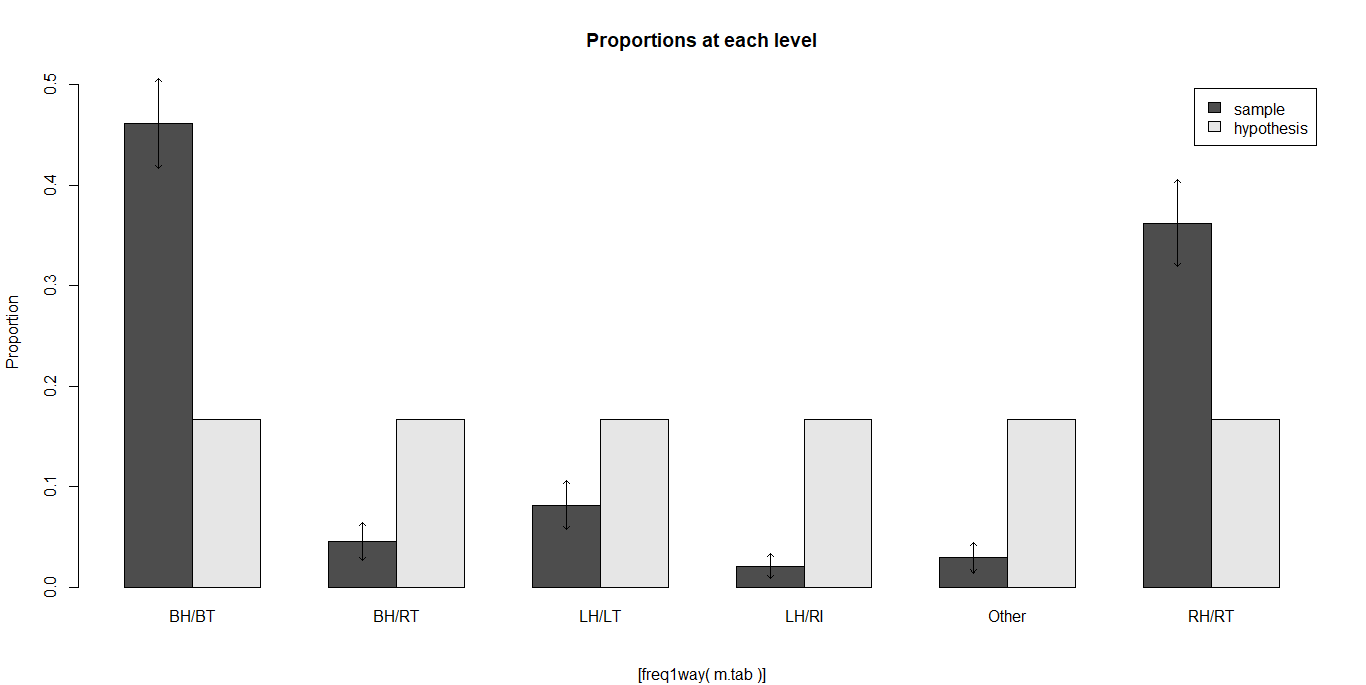 Proportions at each level
sample
hypothesis
Proportion
0.5
0.4
0.3
0.2
0.1
0.0
BH/BT
BH/RT
LH/LT
LH/RI
Other
RH/RT
[freq1way( m.tab )]